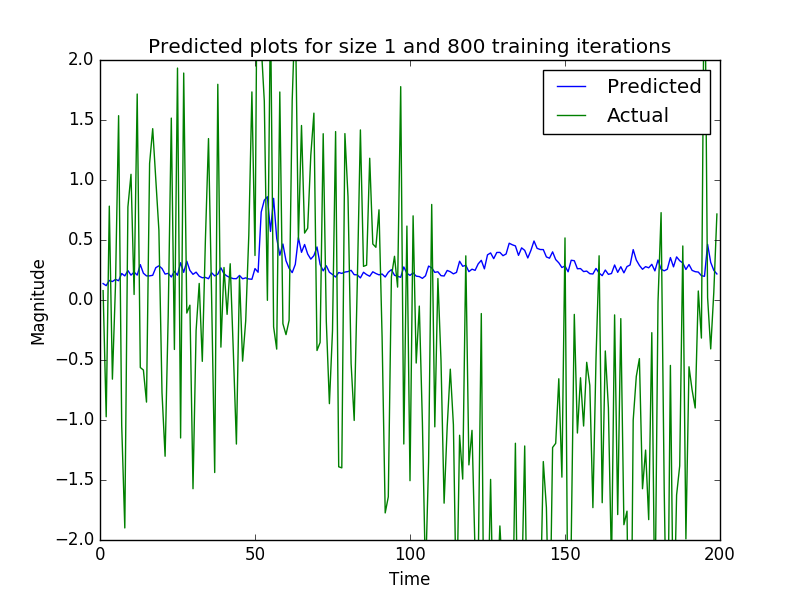 Predicted plots for size 1 and 800 training iterations
Predicted
Actual
2.0
1.5
1.0
0.5
0.0
−0.5
−1.0
−1.5
−2.0
Magnitude
0 50 100 150 200
Time